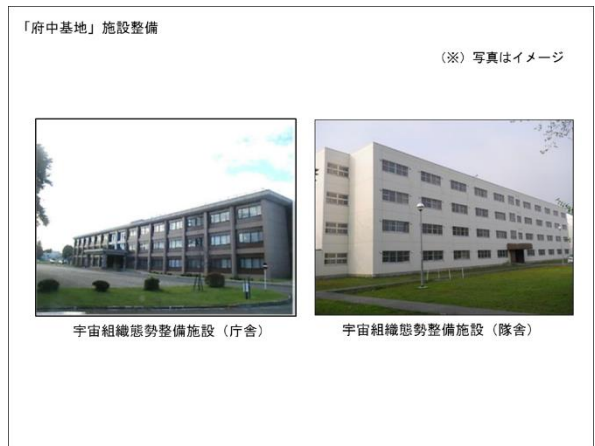 「府中基地」施設整備
（※）写真はイメージ
宇宙組織態勢整備施設（庁舎）
宇宙組織態勢整備施設（隊舎）